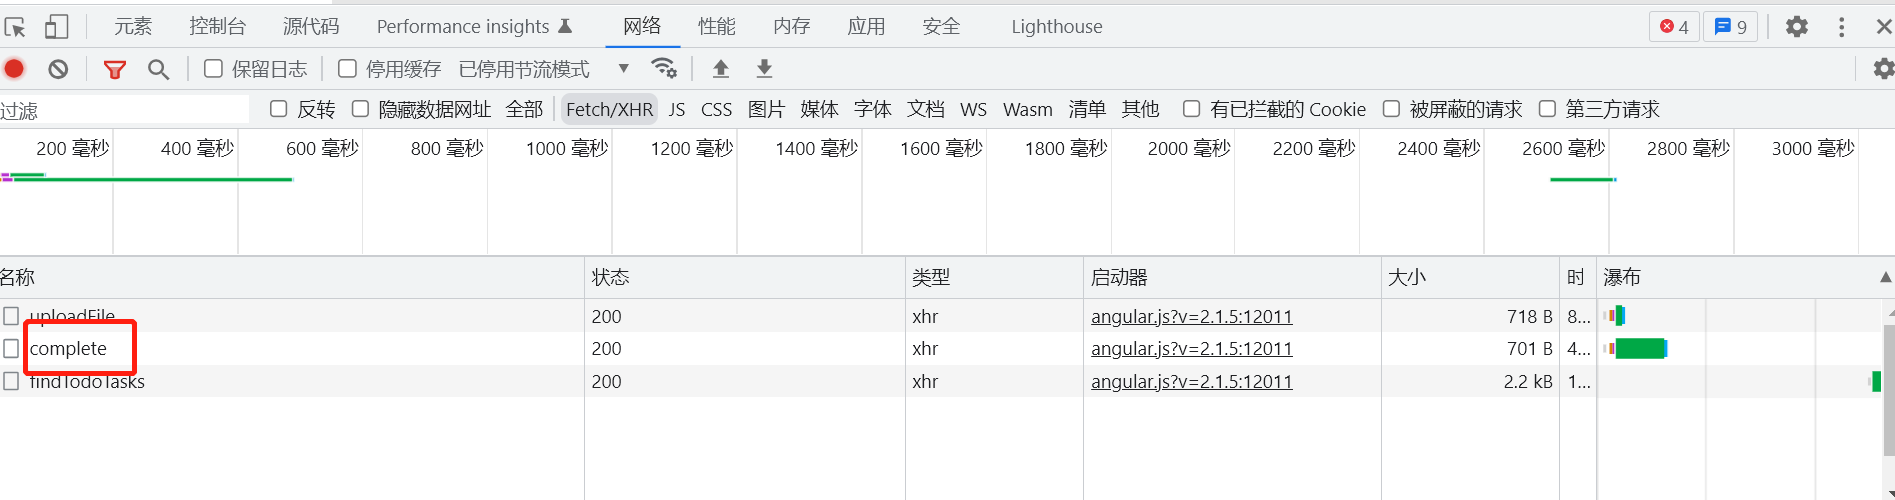 元素 控制台 源代码 Performance insights 网络 性能 内存 应用 安全 Lighthouse 4 9
保留日志 停用缓存 已停用节流模式
过滤 反转 隐藏数据网址 全部 Fetch/XHR JS CSS 图片 媒体 字体 文档 WS Wasm 清单 其他 有已拦截的 Cookie 被屏蔽的请求 第三方请求
200 毫秒 400 毫秒 600 毫秒 800 毫秒 1000 毫秒 1200 毫秒 1400 毫秒 1600 毫秒 1800 毫秒 2000 毫秒 2200 毫秒 2400 毫秒 2600 毫秒 2800 毫秒 3000 毫秒
名称 状态 类型 启动器 大小 时 瀑布
uploadFile 200 xhr angular.js?v=2.1.5:12011 718 B 8...
complete 200 xhr angular.js?v=2.1.5:12011 701 B 4...
findTodoTasks 200 xhr angular.js?v=2.1.5:12011 2.2 kB 1...